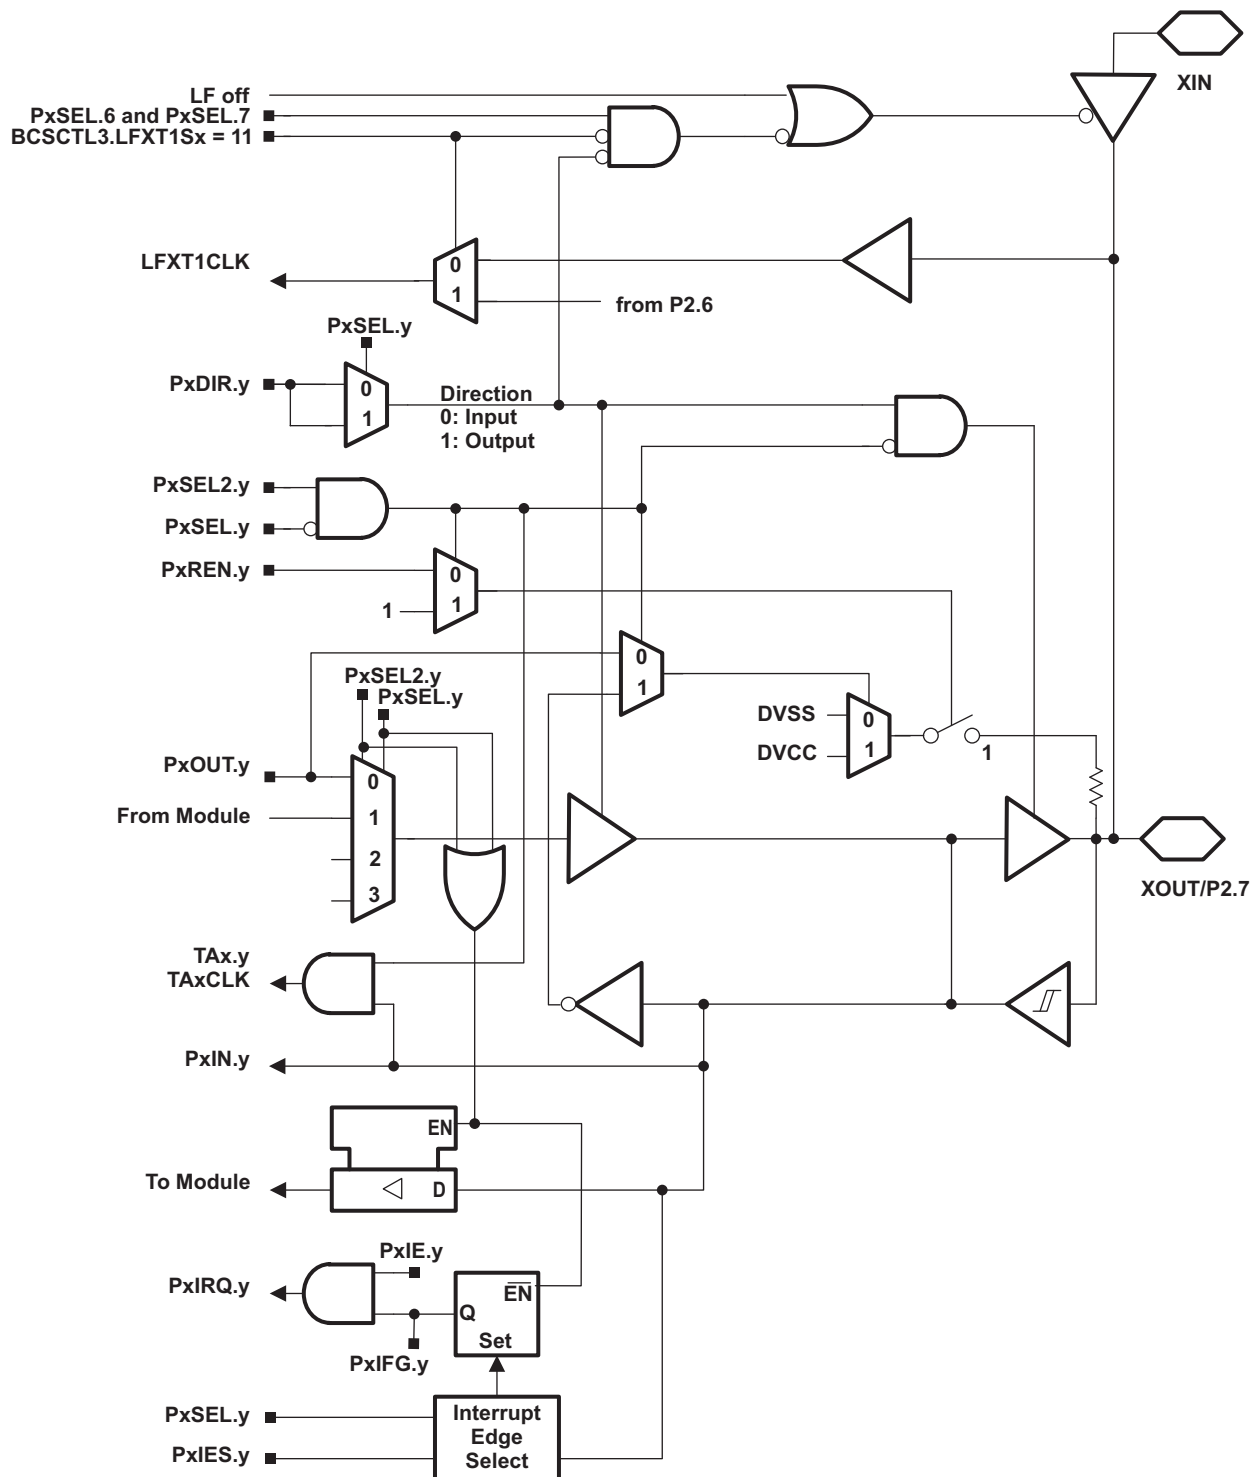 XIN
LF off
PxSEL.6 and PxSEL.7
BCSCTL3.LFXT1Sx = 11
LFXT1CLK
0
1
from P2.6
PxSEL.y
PxDIR.y
0
1
Direction
0: Input
1: Output
PxSEL2.y
PxSEL.y
PxREN.y
0
1
1
0
1
PxSEL2.y
PxSEL.y
DVSS
DVCC
0
1
1
PxOUT.y
From Module
0
1
2
3
XOUT/P2.7
TAx.y
TAxCLK
PxIN.y
EN
To Module
D
PxIE.y
PxIRQ.y
EN
Q
Set
PxIFG.y
PxSEL.y
PxIES.y
Interrupt
Edge
Select